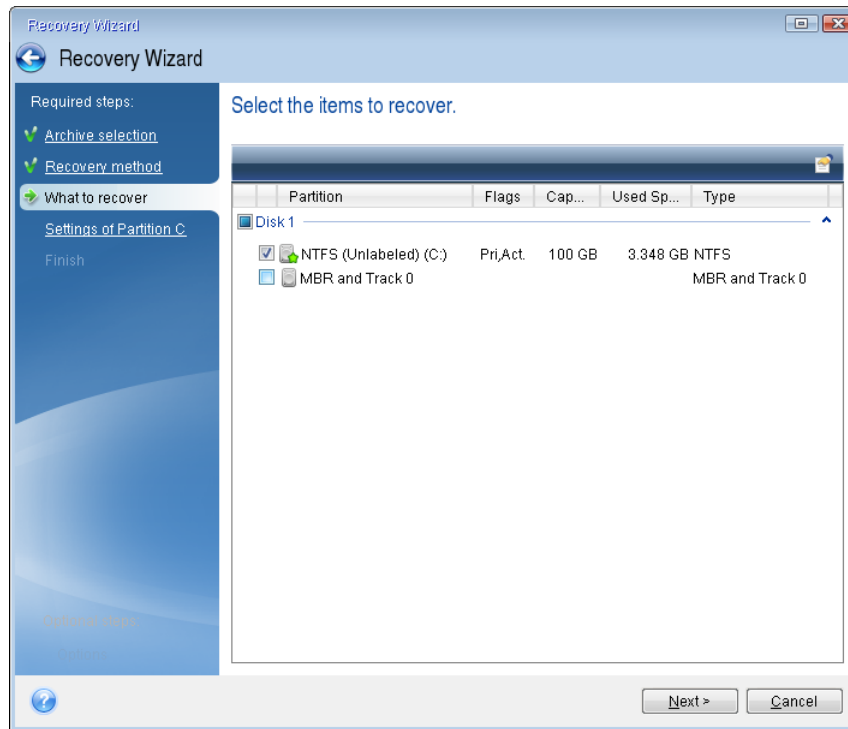 Recovery Wizard
Recovery Wizard
Required steps:
Archive selection
Recovery method
What to recover
Settings of Partition C
Finish
Select the items to recover.
Partition Flags Cap... Used Sp... Type
Disk 1
NTFS (Unlabeled) (C:) Pri,Act. 100 GB 3.348 GB NTFS
MBR and Track 0 MBR and Track 0
Next >
Cancel